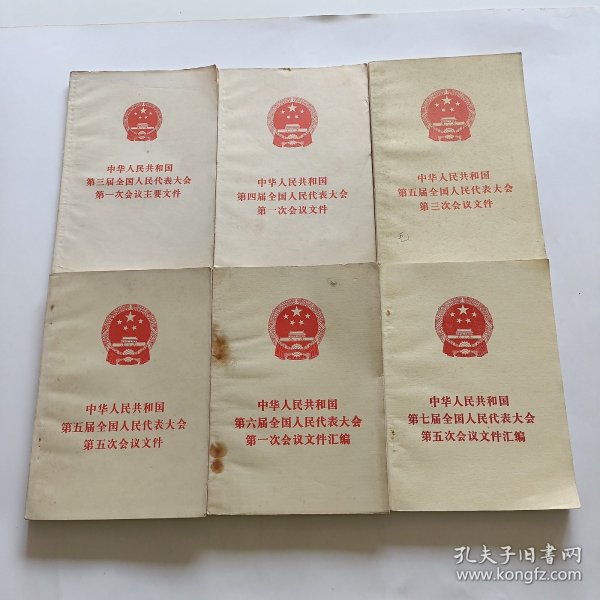 中华人民共和国
第三届全国人民代表大会
第一次会议主要文件
中华人民共和国
第四届全国人民代表大会
第一次会议文件
中华人民共和国
第五届全国人民代表大会
第三次会议文件
中华人民共和国
第五届全国人民代表大会
第五次会议文件
中华人民共和国
第六届全国人民代表大会
第一次会议文件汇编
中华人民共和国
第七届全国人民代表大会
第五次会议文件汇编
孔夫子旧书网
www.kongfz.com